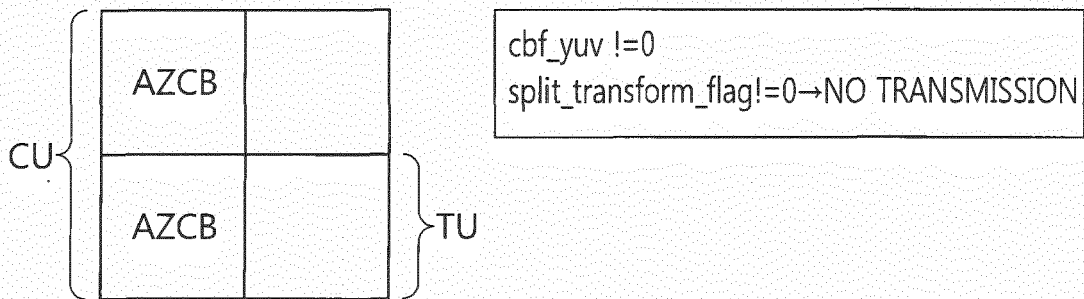 AZCB
CU
AZCB
TU
cbf_yuv !=0
split_transform_flag!=0→NO TRANSMISSION